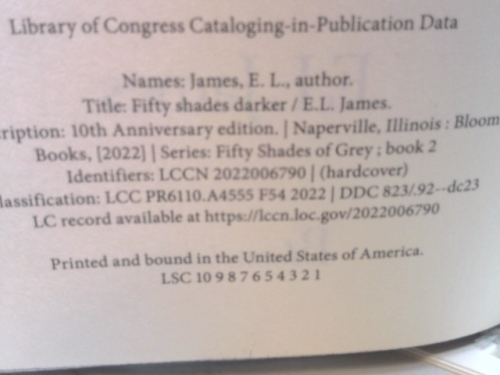 Library of Congress Cataloging-in-Publication Data
Names: James, E. L., author.
Title: Fifty shades darker / E.L. James.
ription: 10th Anniversary edition. | Naperville, Illinois : Bloom
Books, [2022] | Series: Fifty Shades of Grey ; book 2
Identifiers: LCCN 2022006790 | (hardcover)
lassification: LCC PR6110.A4555 F54 2022 | DDC 823/.92--dc23
LC record available at https://lccn.loc.gov/2022006790
Printed and bound in the United States of America.
LSC 10 9 8 7 6 5 4 3 2 1